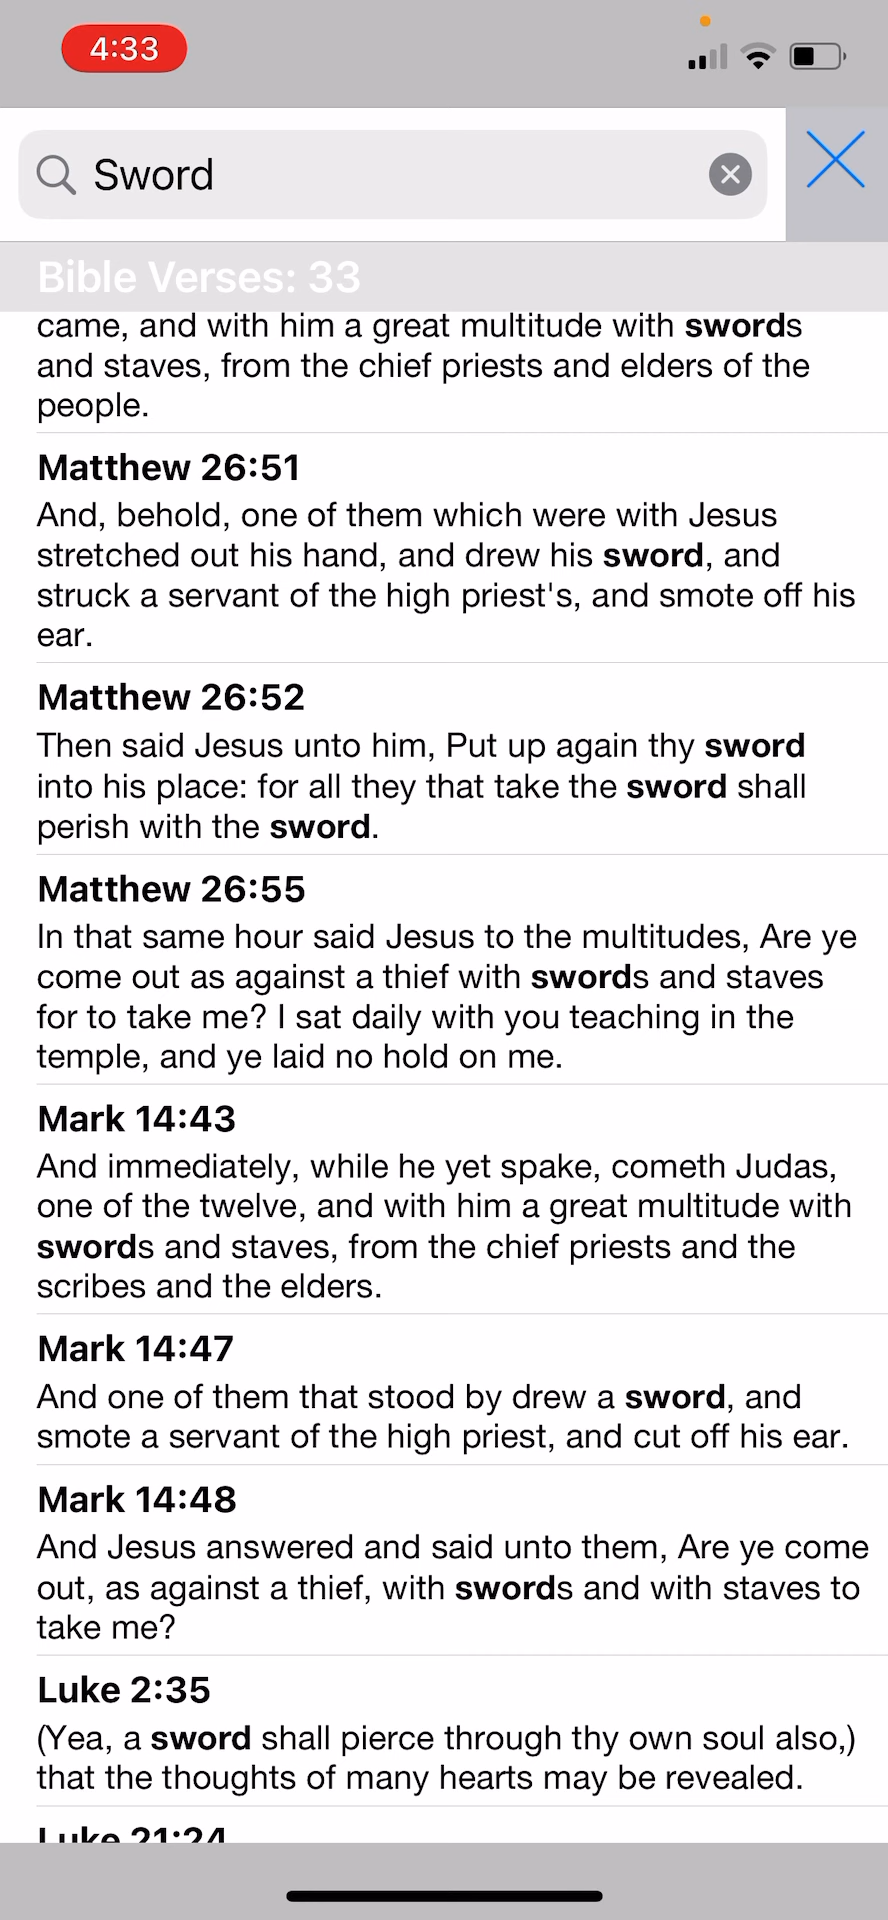 4:33
Sword
Bible Verses: 33
came, and with him a great multitude with swords
and staves, from the chief priests and elders of the
people.
Matthew 26:51
And, behold, one of them which were with Jesus
stretched out his hand, and drew his sword, and
struck a servant of the high priest's, and smote off his
ear.
Matthew 26:52
Then said Jesus unto him, Put up again thy sword
into his place: for all they that take the sword shall
perish with the sword.
Matthew 26:55
In that same hour said Jesus to the multitudes, Are ye
come out as against a thief with swords and staves
for to take me? I sat daily with you teaching in the
temple, and ye laid no hold on me.
Mark 14:43
And immediately, while he yet spake, cometh Judas,
one of the twelve, and with him a great multitude with
swords and staves, from the chief priests and the
scribes and the elders.
Mark 14:47
And one of them that stood by drew a sword, and
smote a servant of the high priest, and cut off his ear.
Mark 14:48
And Jesus answered and said unto them, Are ye come
out, as against a thief, with swords and with staves to
take me?
Luke 2:35
(Yea, a sword shall pierce through thy own soul also,)
that the thoughts of many hearts may be revealed.
Luke 21:24